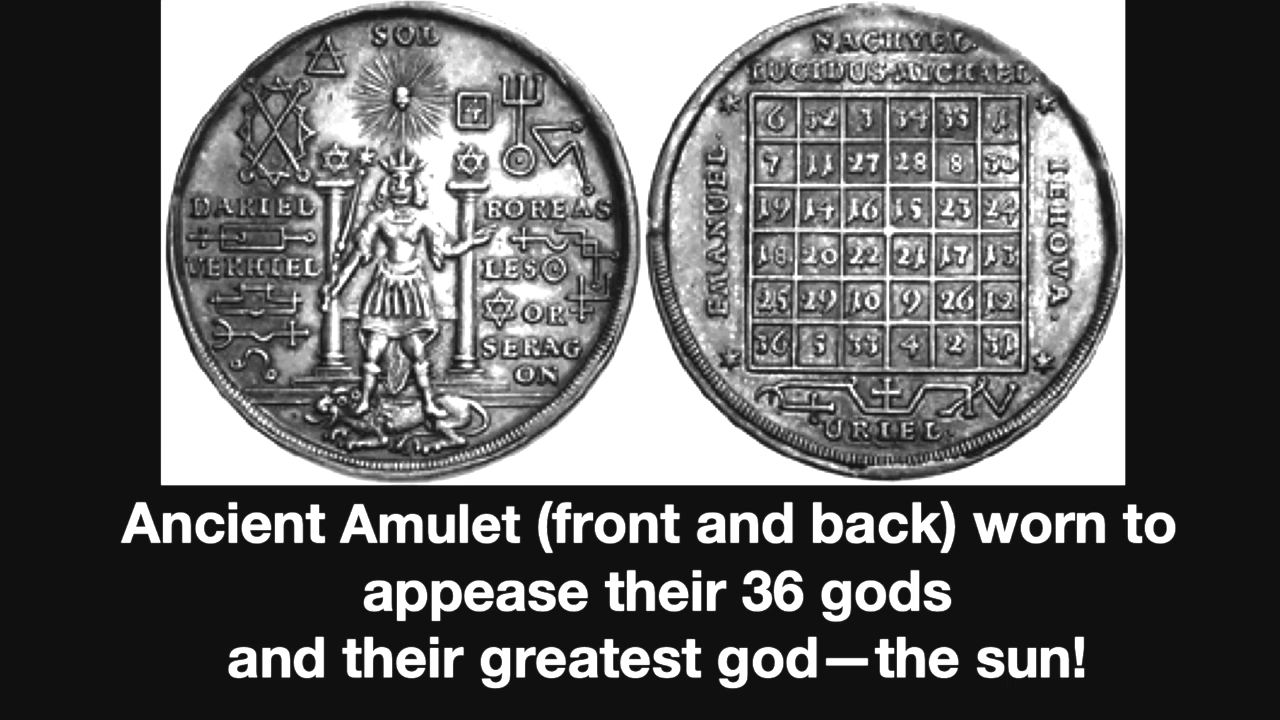 SOL
DARIEL
VERHIEL
BOREAS
LES
OR
SERAG
ON
NACHYEL.
LUCIDUS·MICHAEL.
EMANUEL.
IEHOVA.
6 32 3 34 35 1
7 11 27 28 8 30
19 14 16 15 23 24
18 20 22 21 17 13
25 29 10 9 26 12
36 5 33 4 2 31
URIEL.
Ancient Amulet (front and back) worn to
appease their 36 gods
and their greatest god—the sun!